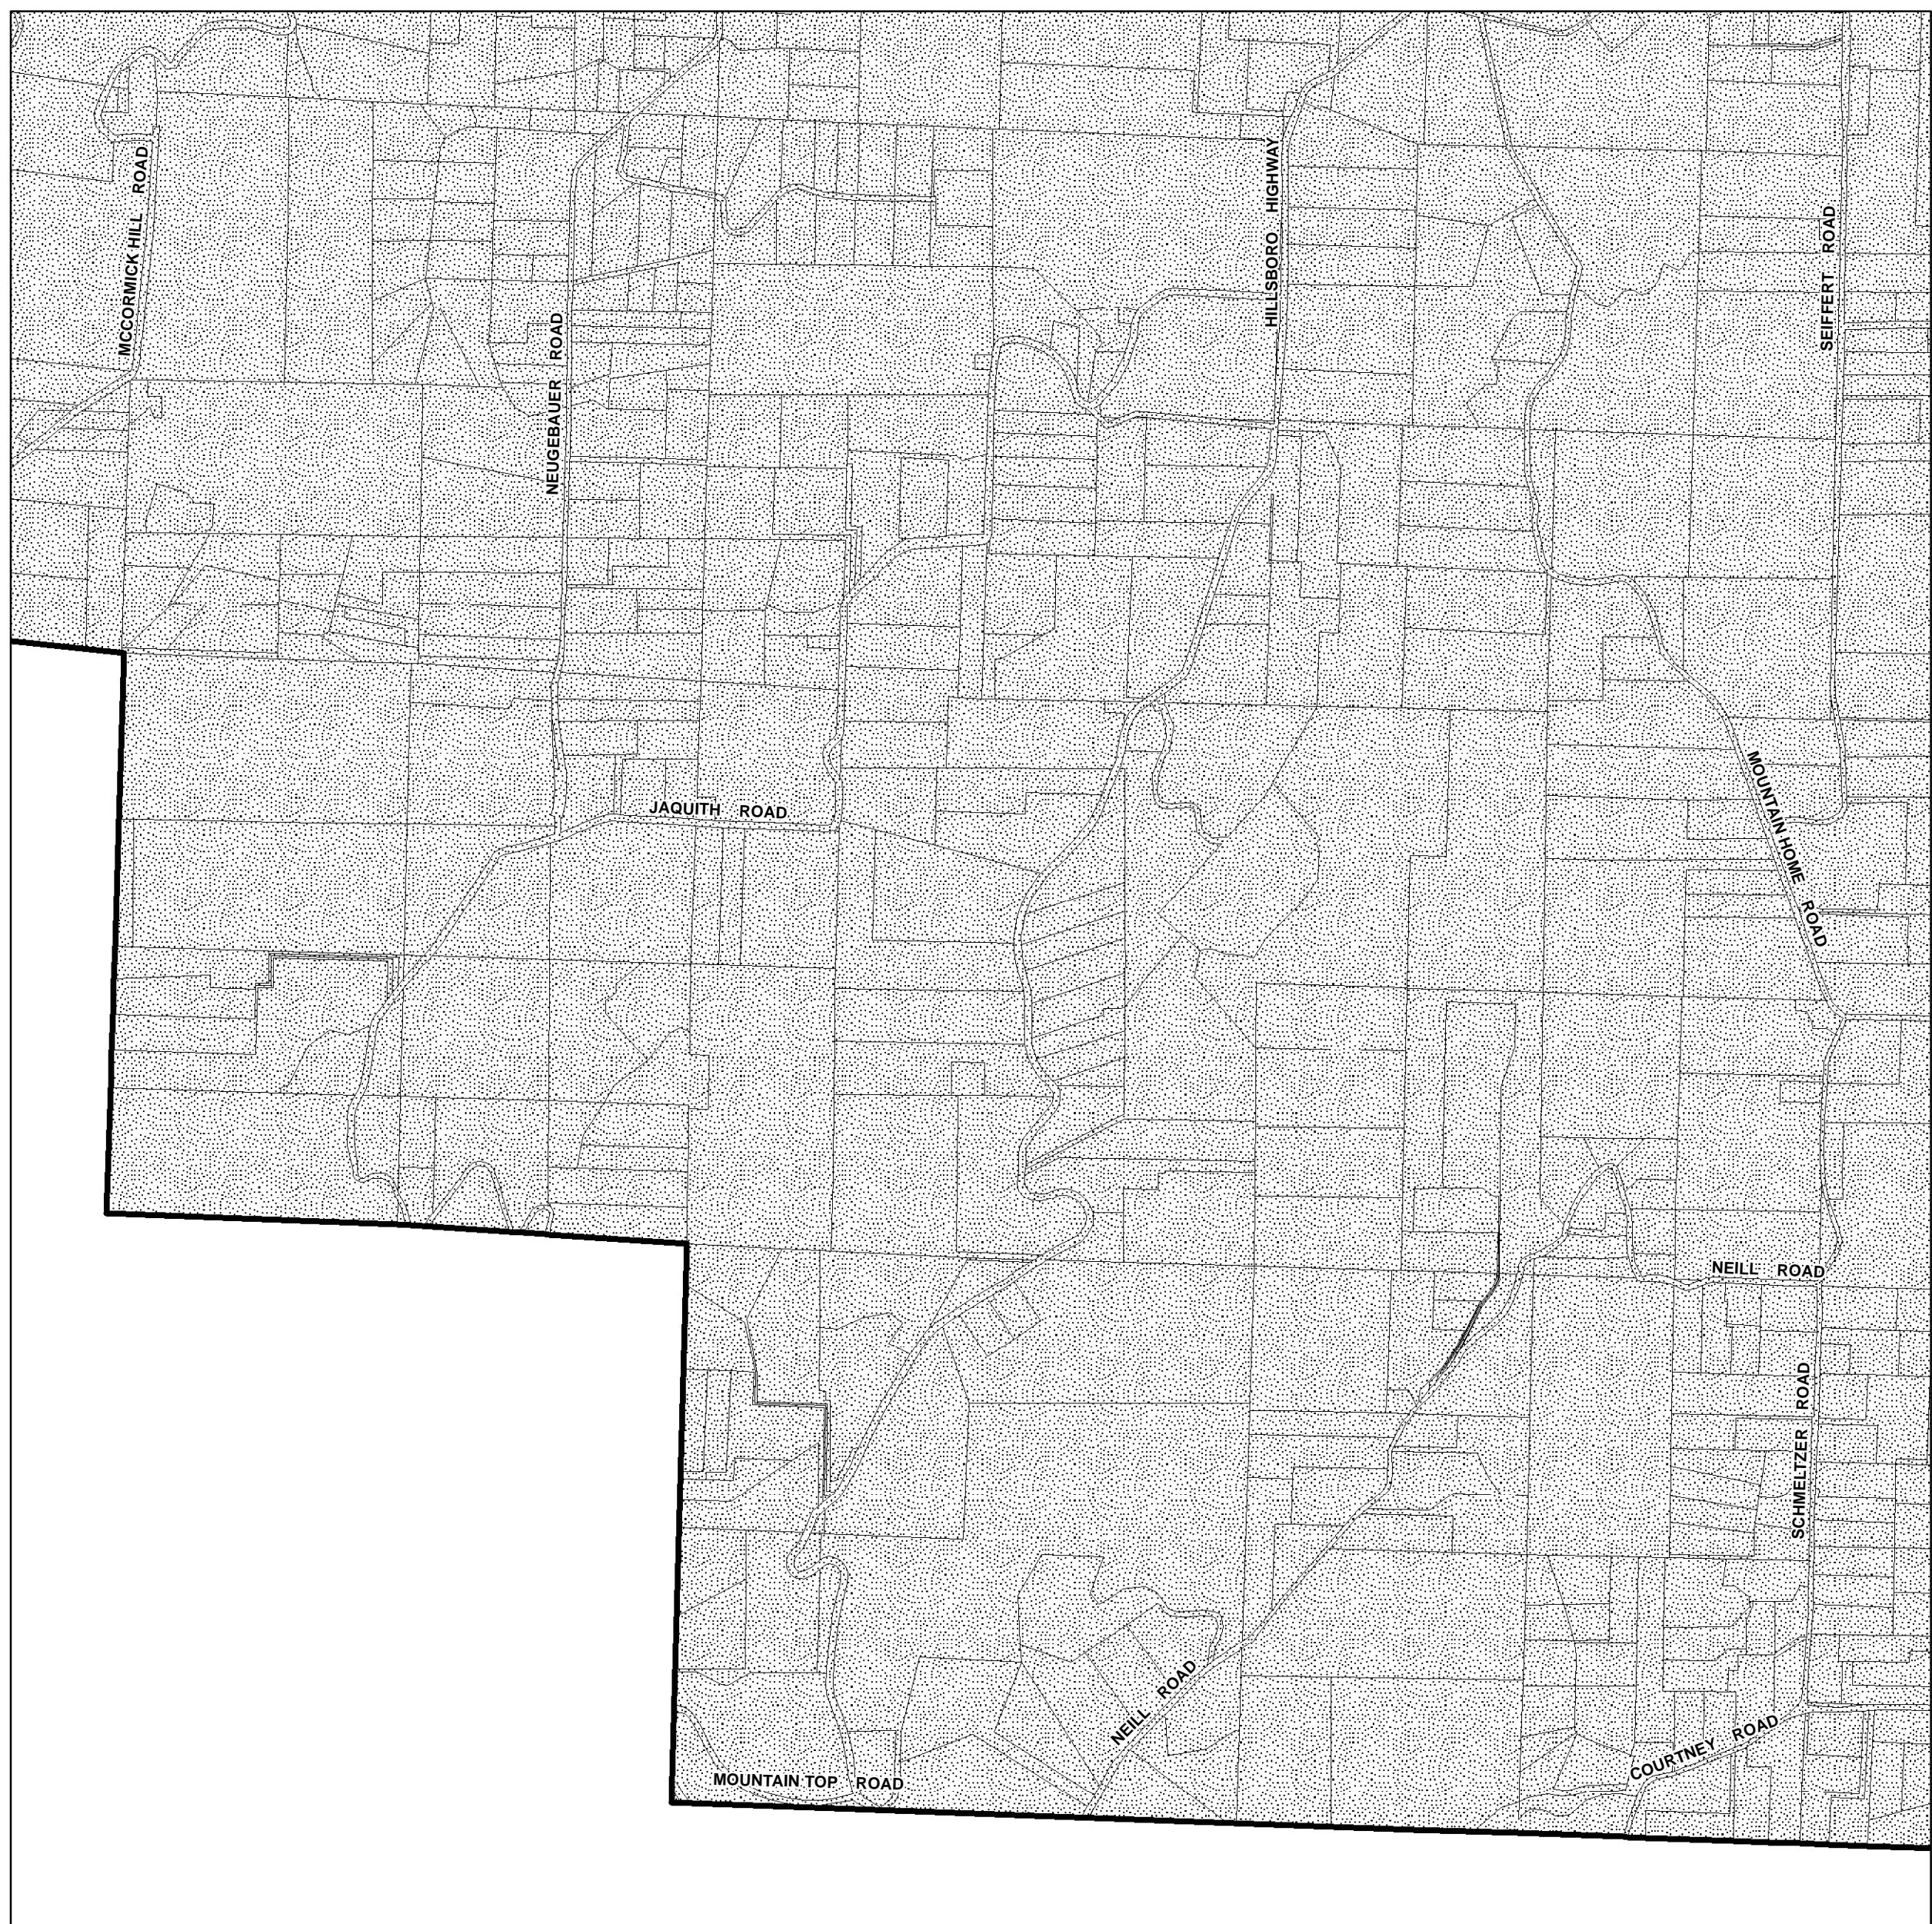 MCCORMICK HILL ROAD
HILLSBORO HIGHWAY
SEIFFERT ROAD
NEUGEBAUER ROAD
MOUNTAIN HOME ROAD
JAQUITH ROAD
NEILL ROAD
SCHMELTZER ROAD
NEILL ROAD
COURTNEY ROAD
MOUNTAIN TOP ROAD